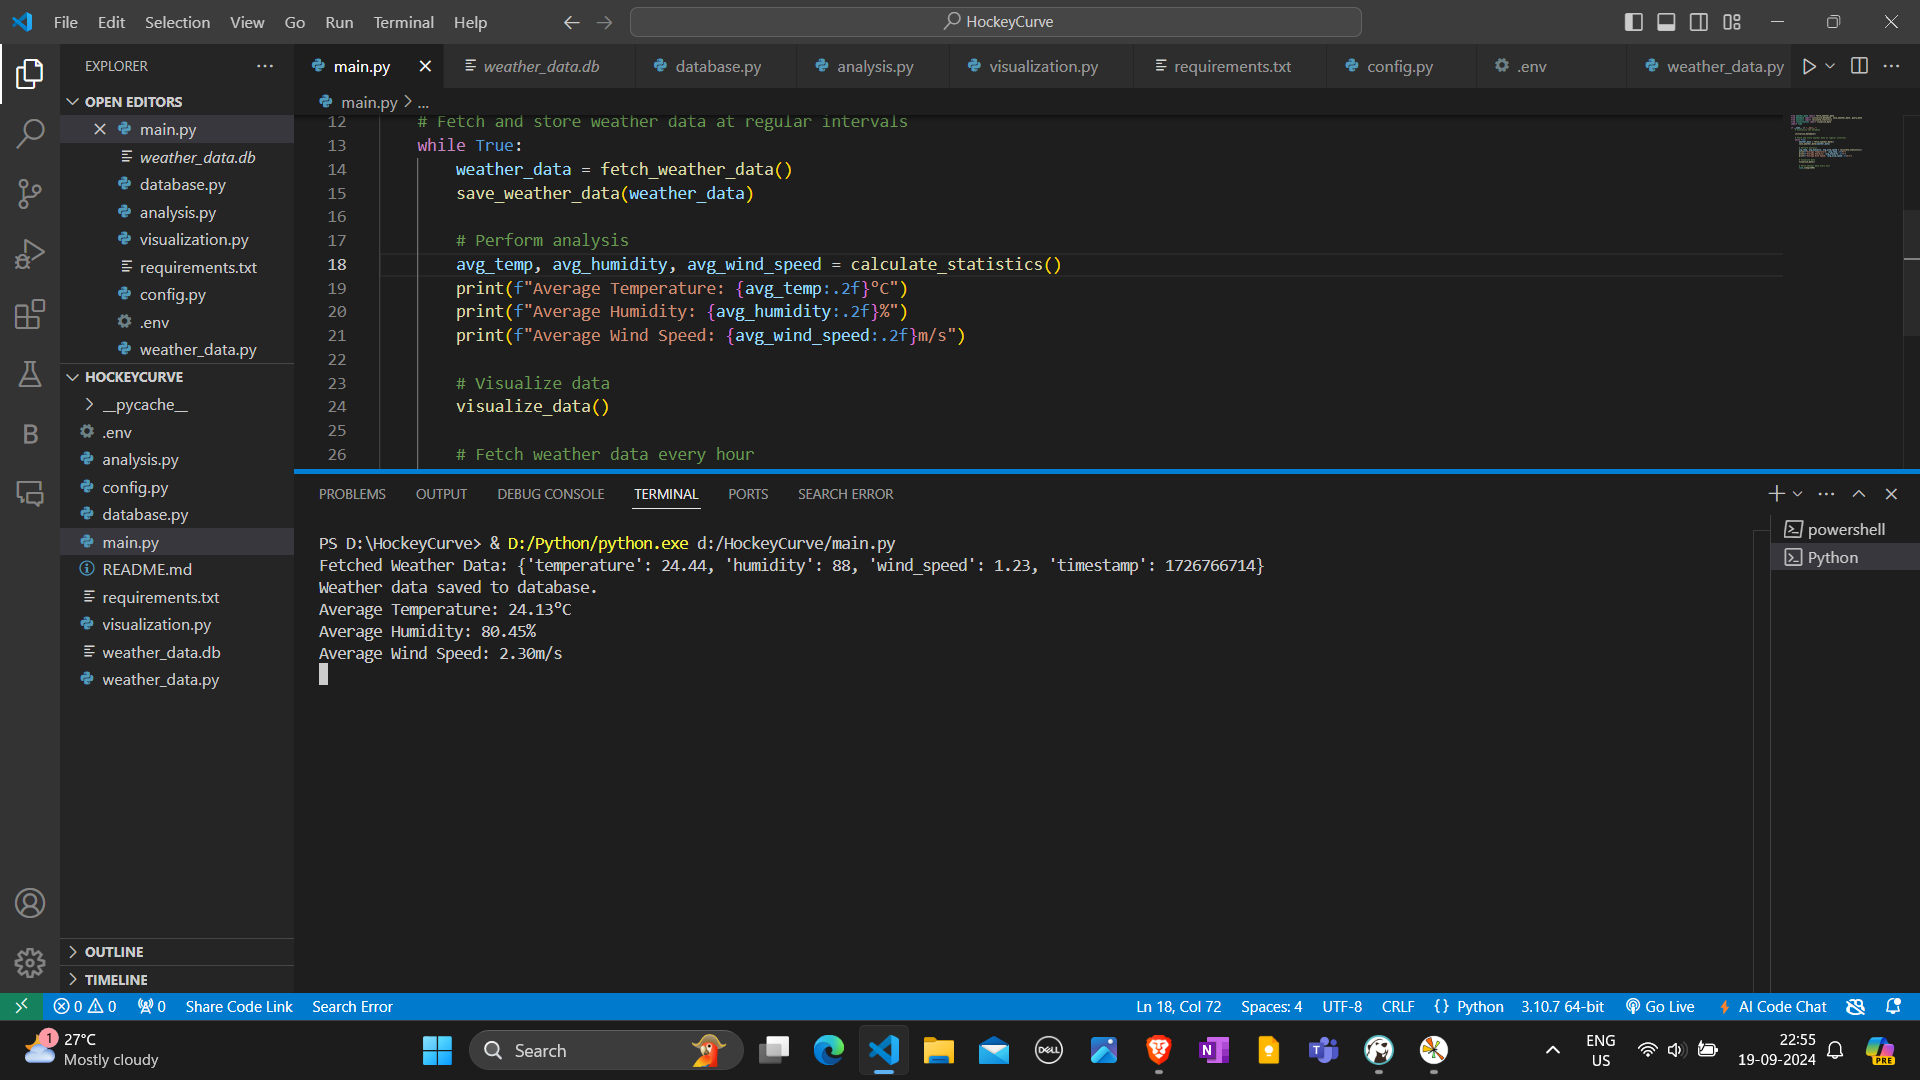 File Edit Selection View Go Run Terminal Help
HockeyCurve
EXPLORER
OPEN EDITORS
main.py
weather_data.db
database.py
analysis.py
visualization.py
requirements.txt
config.py
.env
weather_data.py
HOCKEYCURVE
__pycache__
.env
analysis.py
config.py
database.py
main.py
README.md
requirements.txt
visualization.py
weather_data.db
weather_data.py
OUTLINE
TIMELINE
main.py weather_data.db database.py analysis.py visualization.py requirements.txt config.py .env weather_data.py
main.py > ...
12 # Fetch and store weather data at regular intervals
13 while True:
14 weather_data = fetch_weather_data()
15 save_weather_data(weather_data)
16
17 # Perform analysis
18 avg_temp, avg_humidity, avg_wind_speed = calculate_statistics()
19 print(f"Average Temperature: {avg_temp:.2f}°C")
20 print(f"Average Humidity: {avg_humidity:.2f}%")
21 print(f"Average Wind Speed: {avg_wind_speed:.2f}m/s")
22
23 # Visualize data
24 visualize_data()
25
26 # Fetch weather data every hour
PROBLEMS OUTPUT DEBUG CONSOLE TERMINAL PORTS SEARCH ERROR
PS D:\HockeyCurve> & D:/Python/python.exe d:/HockeyCurve/main.py
Fetched Weather Data: {'temperature': 24.44, 'humidity': 88, 'wind_speed': 1.23, 'timestamp': 1726766714}
Weather data saved to database.
Average Temperature: 24.13°C
Average Humidity: 80.45%
Average Wind Speed: 2.30m/s
powershell
Python
0 0 0 Share Code Link Search Error
Ln 18, Col 72 Spaces: 4 UTF-8 CRLF {} Python 3.10.7 64-bit Go Live AI Code Chat
1
27°C
Mostly cloudy
Search
DELL
ENG
US
22:55
19-09-2024
PRE